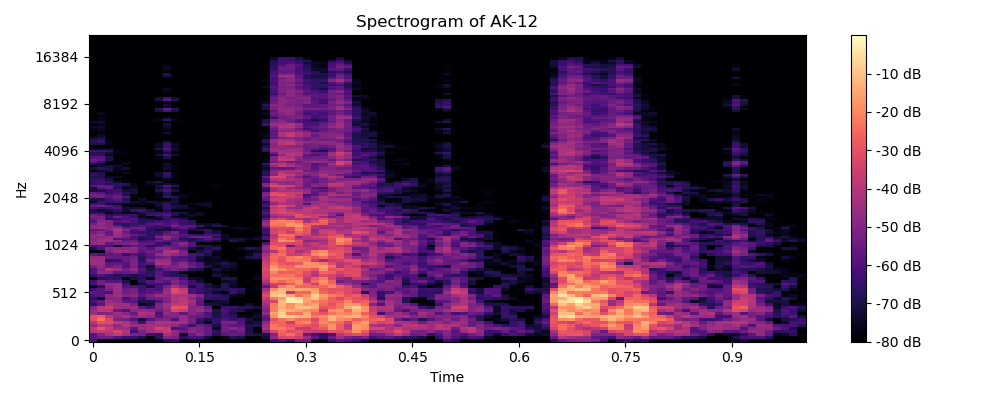 Spectrogram of AK-12
Hz
16384
8192
4096
2048
1024
512
0
0
0.15
0.3
0.45
0.6
0.75
0.9
Time
-10 dB
-20 dB
-30 dB
-40 dB
-50 dB
-60 dB
-70 dB
-80 dB